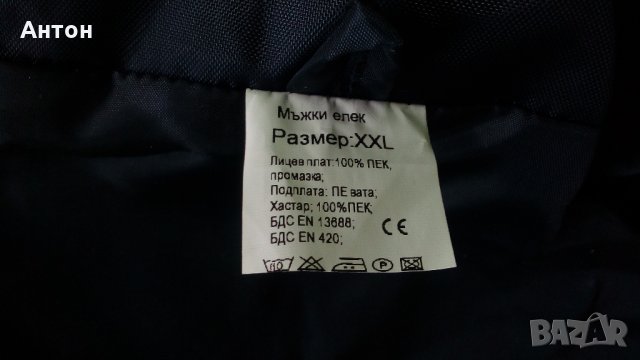 Антон
Мъжки елек
Размер:XXL
Лицев плат:100% ПЕК,
промазка;
Подплата: ПЕ вата;
Хастар; 100%ПЕК;
БДС EN 13688;
БДС EN 420;
CE
P
BAZAR